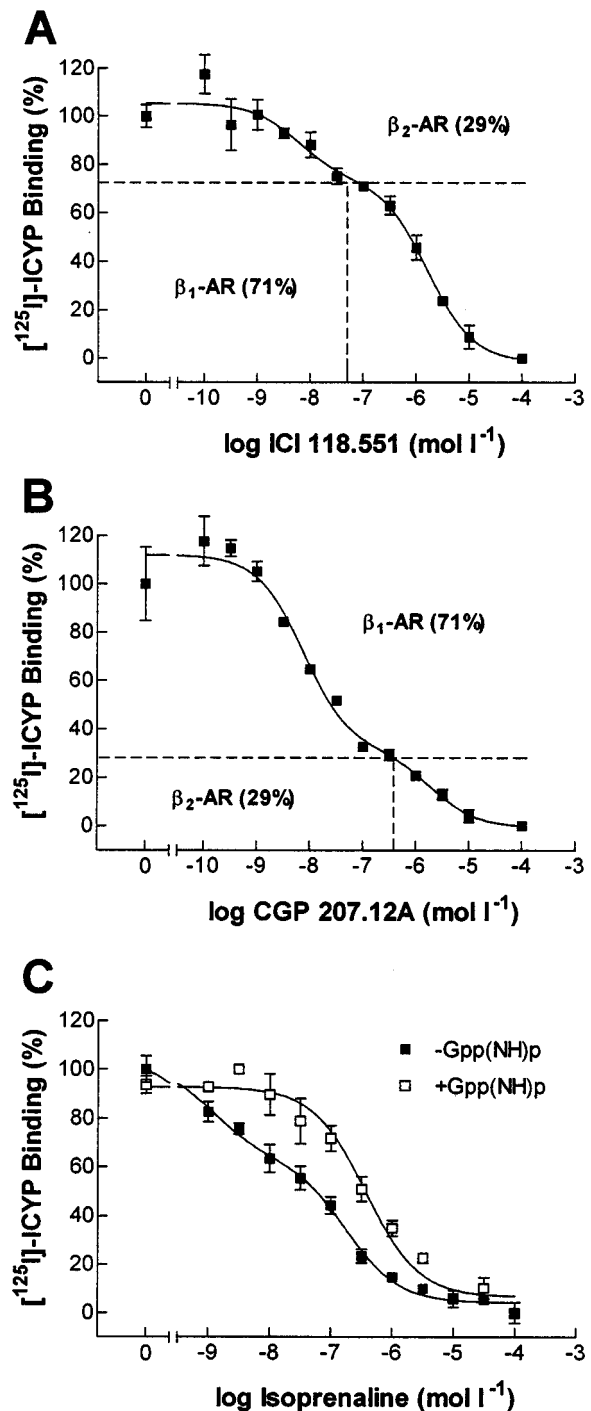 A
[125I]-ICYP Binding (%)
120
100
80
60
40
20
0
β2-AR (29%)
β1-AR (71%)
0 -10 -9 -8 -7 -6 -5 -4 -3
log ICI 118.551 (mol l-1)
B
[125I]-ICYP Binding (%)
120
100
80
60
40
20
0
β1-AR (71%)
β2-AR (29%)
0 -10 -9 -8 -7 -6 -5 -4 -3
log CGP 207.12A (mol l-1)
C
[125I]-ICYP Binding (%)
120
100
80
60
40
20
0
-Gpp(NH)p
+Gpp(NH)p
0 -9 -8 -7 -6 -5 -4 -3
log Isoprenaline (mol l-1)